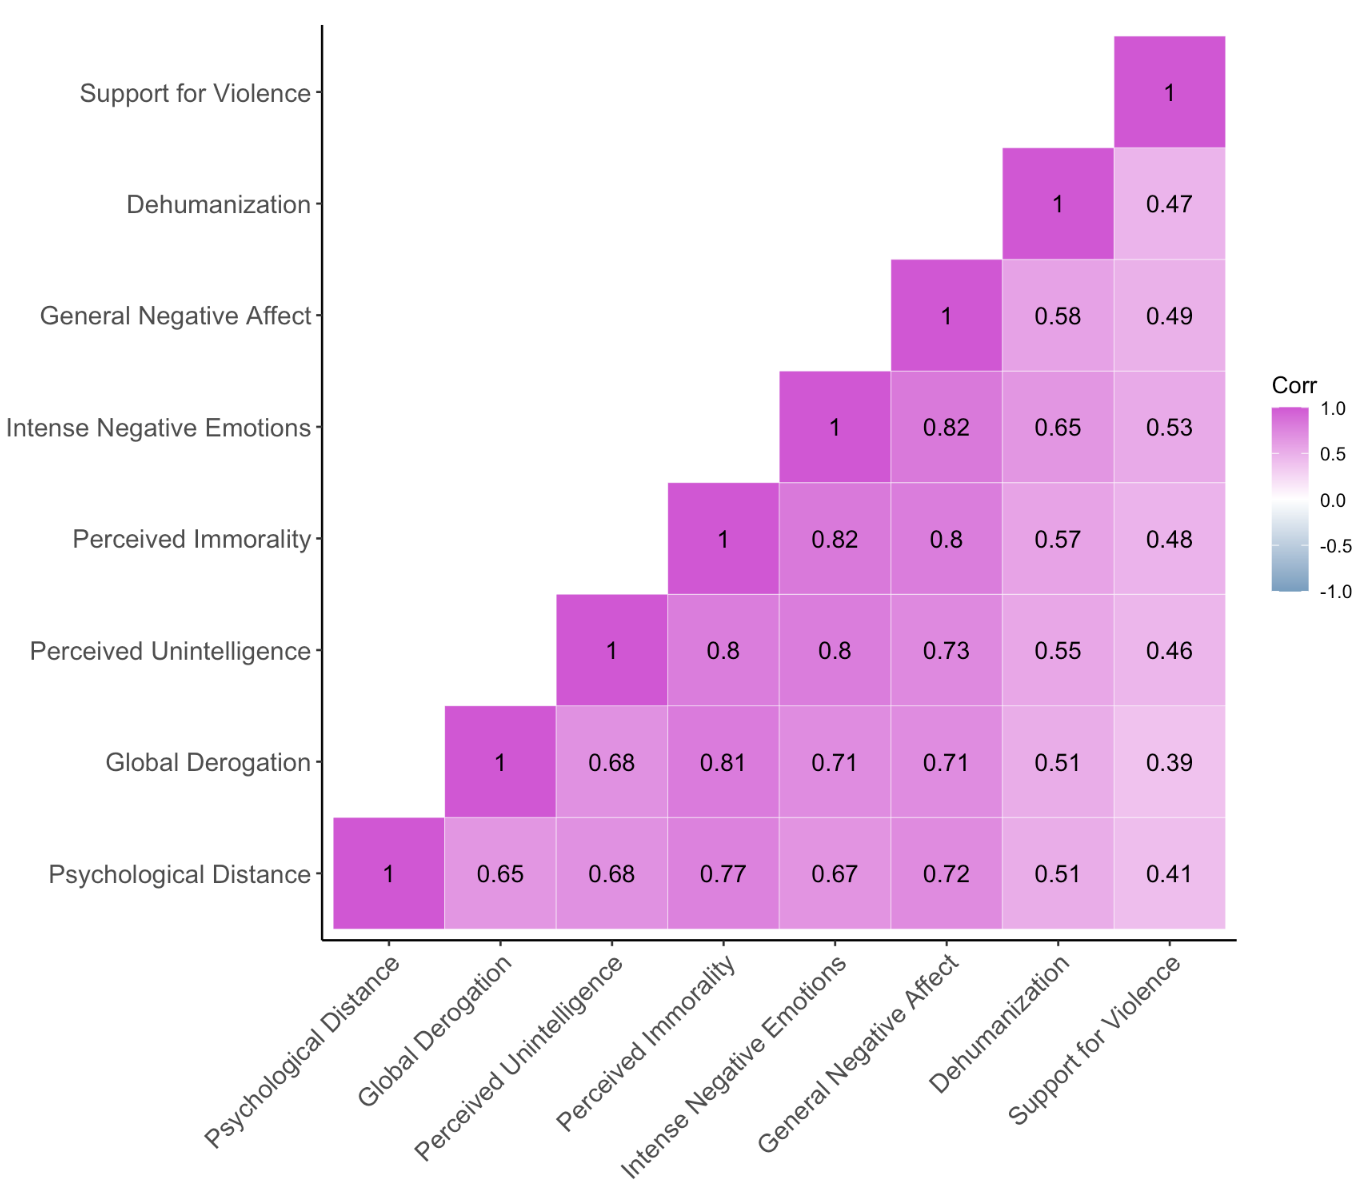 Support for Violence 1
Dehumanization 1 0.47
General Negative Affect 1 0.58 0.49
Intense Negative Emotions 1 0.82 0.65 0.53
Perceived Immorality 1 0.82 0.8 0.57 0.48
Perceived Unintelligence 1 0.8 0.8 0.73 0.55 0.46
Global Derogation 1 0.68 0.81 0.71 0.71 0.51 0.39
Psychological Distance 1 0.65 0.68 0.77 0.67 0.72 0.51 0.41
Psychological Distance
Global Derogation
Perceived Unintelligence
Perceived Immorality
Intense Negative Emotions
General Negative Affect
Dehumanization
Support for Violence
Corr
1.0
0.5
0.0
-0.5
-1.0